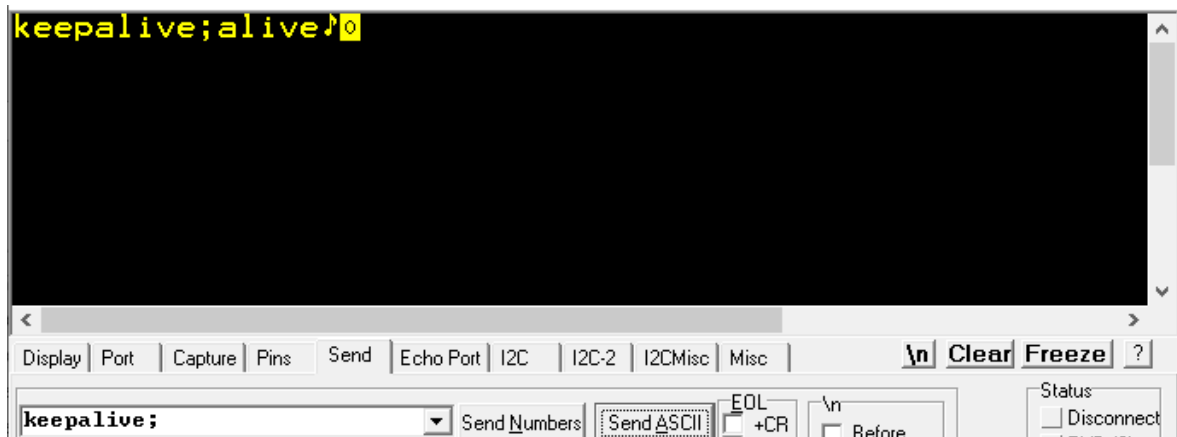 keepalive;alive♪◙
Display Port Capture Pins Send Echo Port I2C I2C-2 I2CMisc Misc \n Clear Freeze ?
keepalive; Send Numbers Send ASCII EOL +CR \n Before Status Disconnect